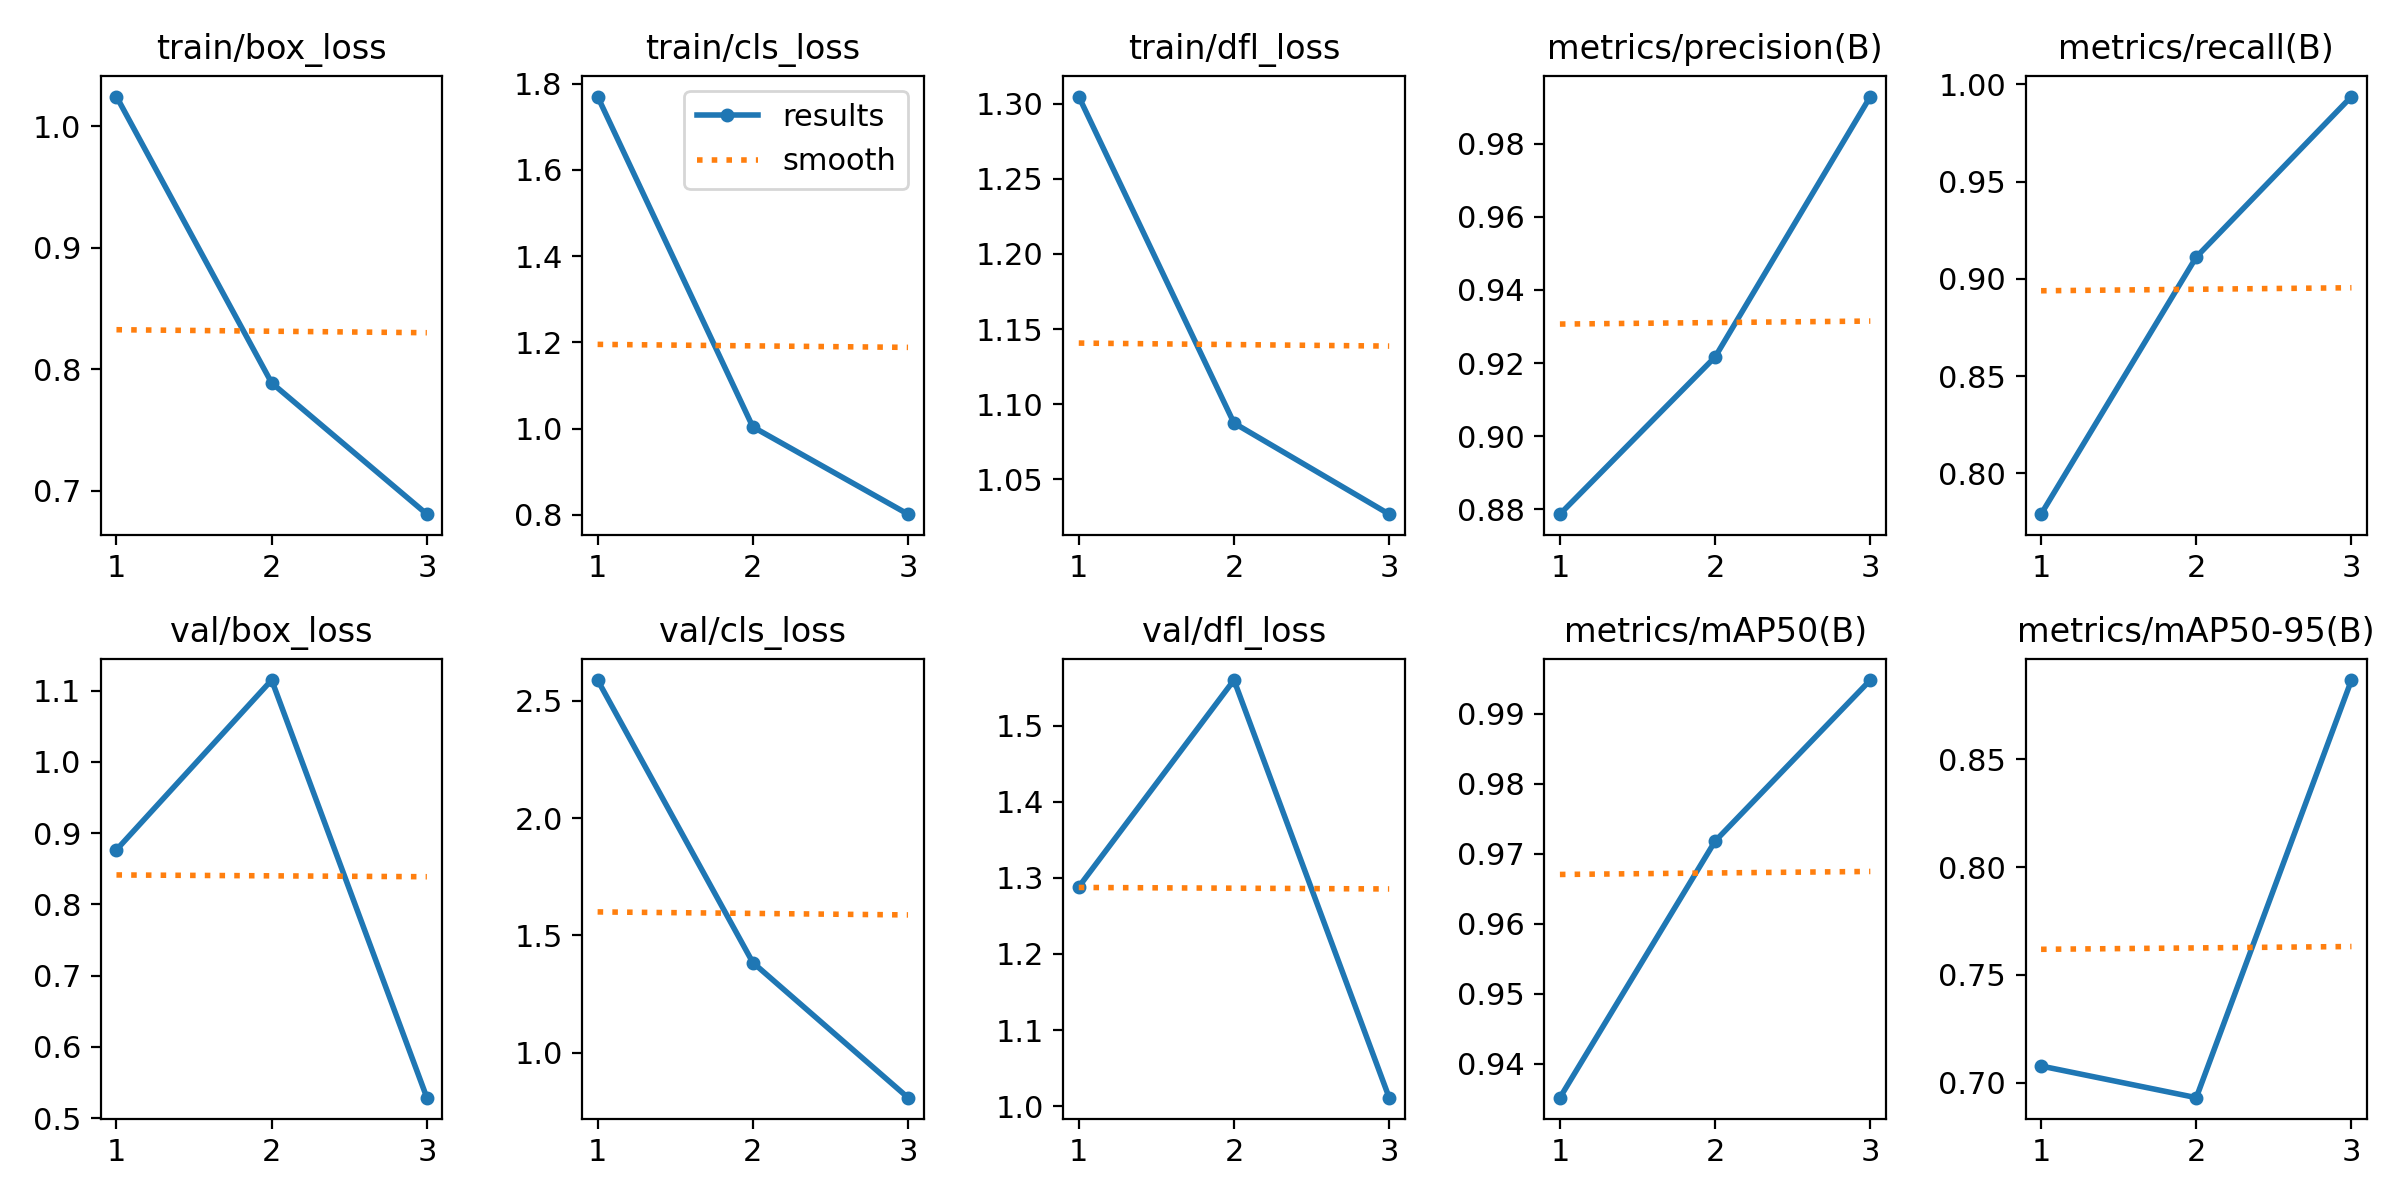 train/box_loss
1.0
0.9
0.8
0.7
1 2 3
train/cls_loss
results
smooth
1.8
1.6
1.4
1.2
1.0
0.8
1 2 3
train/dfl_loss
1.30
1.25
1.20
1.15
1.10
1.05
1 2 3
metrics/precision(B)
0.98
0.96
0.94
0.92
0.90
0.88
1 2 3
metrics/recall(B)
1.00
0.95
0.90
0.85
0.80
1 2 3
val/box_loss
1.1
1.0
0.9
0.8
0.7
0.6
0.5
1 2 3
val/cls_loss
2.5
2.0
1.5
1.0
1 2 3
val/dfl_loss
1.5
1.4
1.3
1.2
1.1
1.0
1 2 3
metrics/mAP50(B)
0.99
0.98
0.97
0.96
0.95
0.94
1 2 3
metrics/mAP50-95(B)
0.85
0.80
0.75
0.70
1 2 3